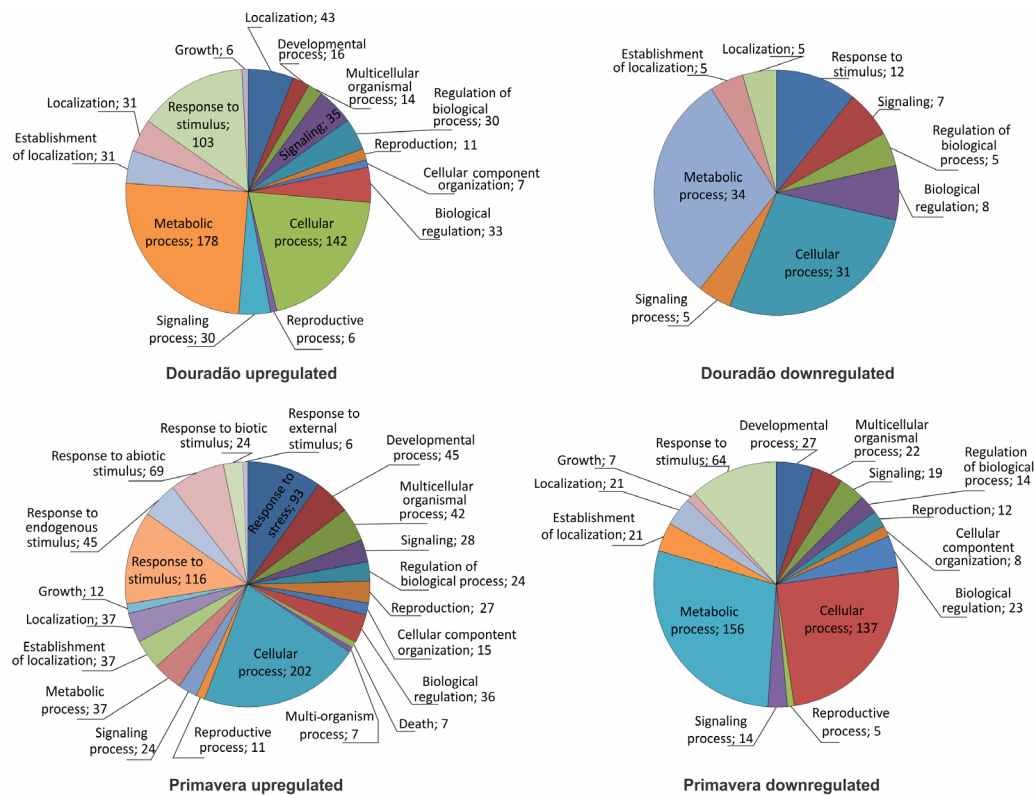 Localization; 43
Growth; 6
Developmental
process; 16
Multicellular
organismal
process; 14
Localization; 31
Response to
stimulus;
103
Signaling; 35
Regulation of
biological
process; 30
Establishment
of localization; 31
Reproduction; 11
Cellular component
organization; 7
Metabolic
process; 178
Cellular
process; 142
Biological
regulation; 33
Signaling
process; 30
Reproductive
process; 6
Douradão upregulated
Establishment
of localization; 5
Localization; 5
Response to
stimulus; 12
Signaling; 7
Regulation of
biological
process; 5
Metabolic
process; 34
Biological
regulation; 8
Cellular
process; 31
Signaling
process; 5
Douradão downregulated
Response to biotic
stimulus; 24
Response to
external
stimulus; 6
Response to abiotic
stimulus; 69
Developmental
process; 45
Response to
stress; 93
Multicellular
organismal
process; 42
Response to
endogenous
stimulus; 45
Signaling; 28
Response to
stimulus; 116
Regulation of
biological process; 24
Growth; 12
Reproduction; 27
Localization; 37
Cellular compontent
organization; 15
Establishment
of localization; 37
Cellular
process; 202
Biological
regulation; 36
Metabolic
process; 37
Death; 7
Signaling
process; 24
Reproductive
process; 11
Multi-organism
process; 7
Primavera upregulated
Response to
stimulus; 64
Developmental
process; 27
Multicellular
organismal
process; 22
Growth; 7
Signaling; 19
Regulation of
biological
process; 14
Localization; 21
Reproduction; 12
Establishment
of localization; 21
Cellular
compontent
organization; 8
Metabolic
process; 156
Cellular
process; 137
Biological
regulation; 23
Signaling
process; 14
Reproductive
process; 5
Primavera downregulated